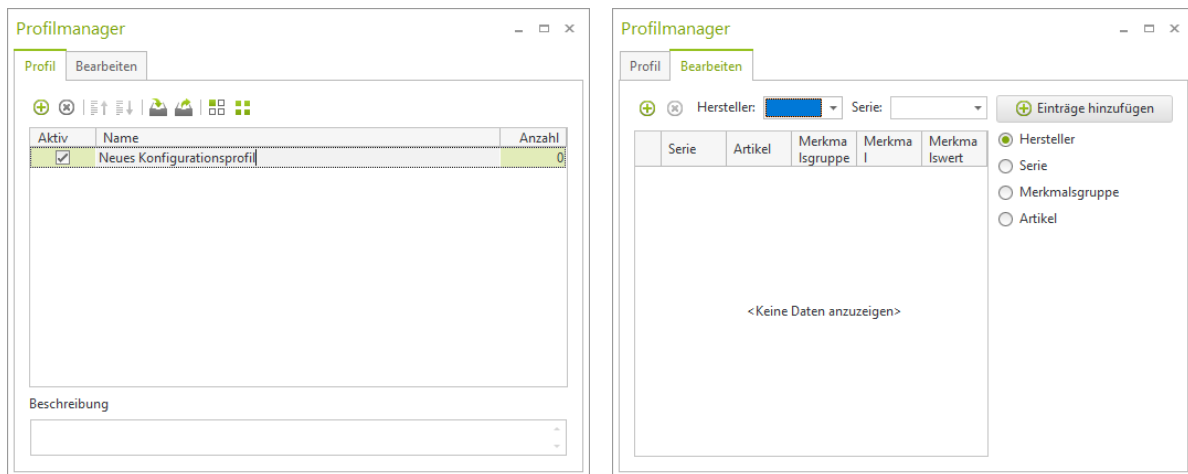 Profilmanager
Profil Bearbeiten
Aktiv Name Anzahl
Neues Konfigurationsprofil 0
Beschreibung
Profilmanager
Profil Bearbeiten
Hersteller: Serie: Einträge hinzufügen
Serie Artikel Merkma Merkma Merkma
lsgruppe l lswert
<Keine Daten anzuzeigen>
Hersteller
Serie
Merkmalsgruppe
Artikel